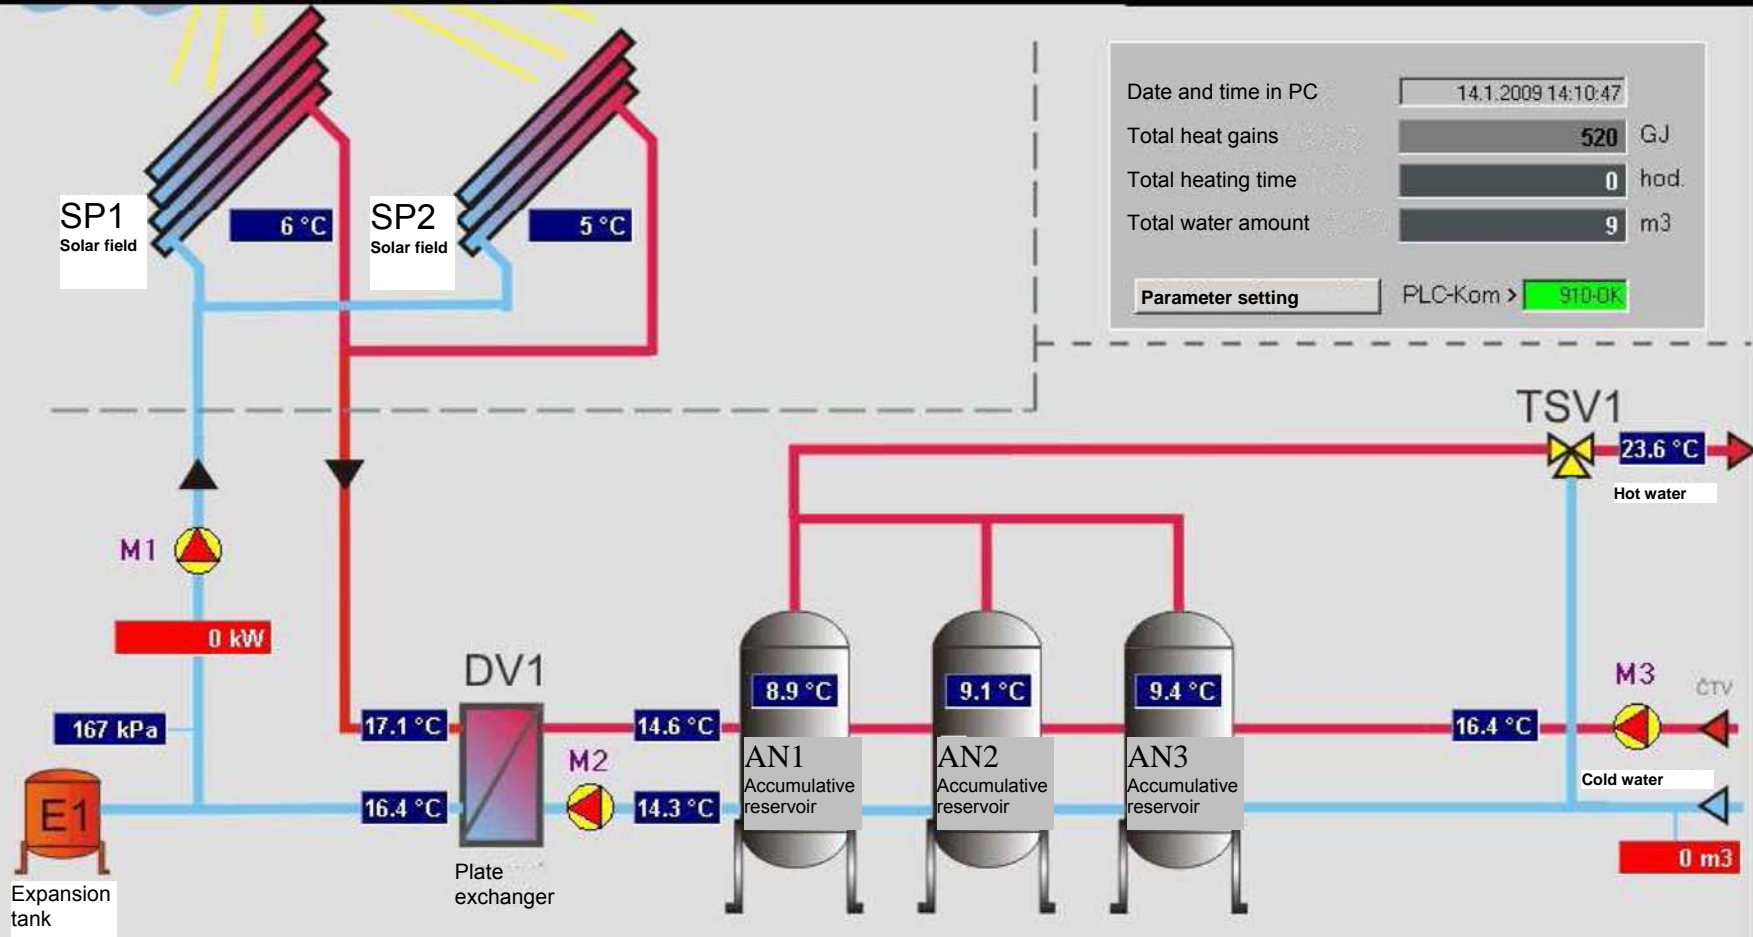 Date and time in PC 14.1.2009 14:10:47
Total heat gains 520 GJ
Total heating time 0 hod.
Total water amount 9 m3
Parameter setting PLC-Kom > 910-OK
SP1
Solar field
6 °C
SP2
Solar field
5 °C
TSV1
23.6 °C
Hot water
M1
0 kW
167 kPa
E1
Expansion
tank
DV1
17.1 °C
16.4 °C
Plate
exchanger
M2
14.6 °C
14.3 °C
8.9 °C
AN1
Accumulative
reservoir
9.1 °C
AN2
Accumulative
reservoir
9.4 °C
AN3
Accumulative
reservoir
16.4 °C
M3
ČTV
Cold water
0 m3